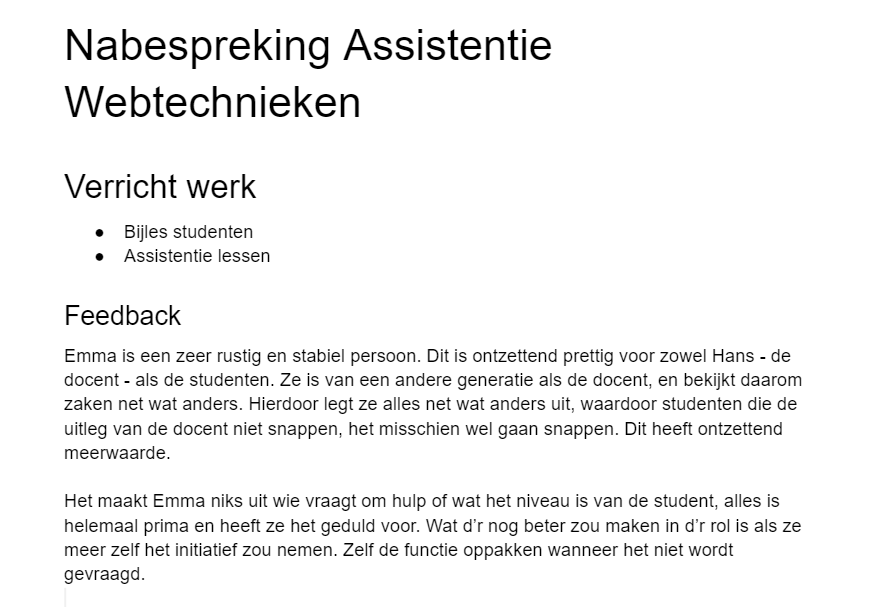 Nabespreking Assistentie
Webtechnieken
Verricht werk
● Bijles studenten
● Assistentie lessen
Feedback
Emma is een zeer rustig en stabiel persoon. Dit is ontzettend prettig voor zowel Hans - de
docent - als de studenten. Ze is van een andere generatie als de docent, en bekijkt daarom
zaken net wat anders. Hierdoor legt ze alles net wat anders uit, waardoor studenten die de
uitleg van de docent niet snappen, het misschien wel gaan snappen. Dit heeft ontzettend
meerwaarde.
Het maakt Emma niks uit wie vraagt om hulp of wat het niveau is van de student, alles is
helemaal prima en heeft ze het geduld voor. Wat d’r nog beter zou maken in d’r rol is als ze
meer zelf het initiatief zou nemen. Zelf de functie oppakken wanneer het niet wordt
gevraagd.